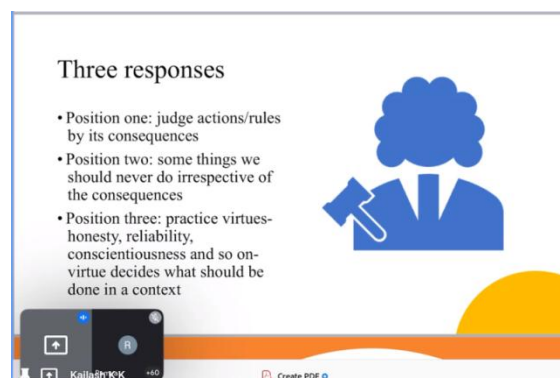 Three responses
• Position one: judge actions/rules
by its consequences
• Position two: some things we
should never do irrespective of
the consequences
• Position three: practice virtues-
honesty, reliability,
conscientiousness and so on-
virtue decides what should be
done in a context
R
Kailash K K
+60
Create PDF